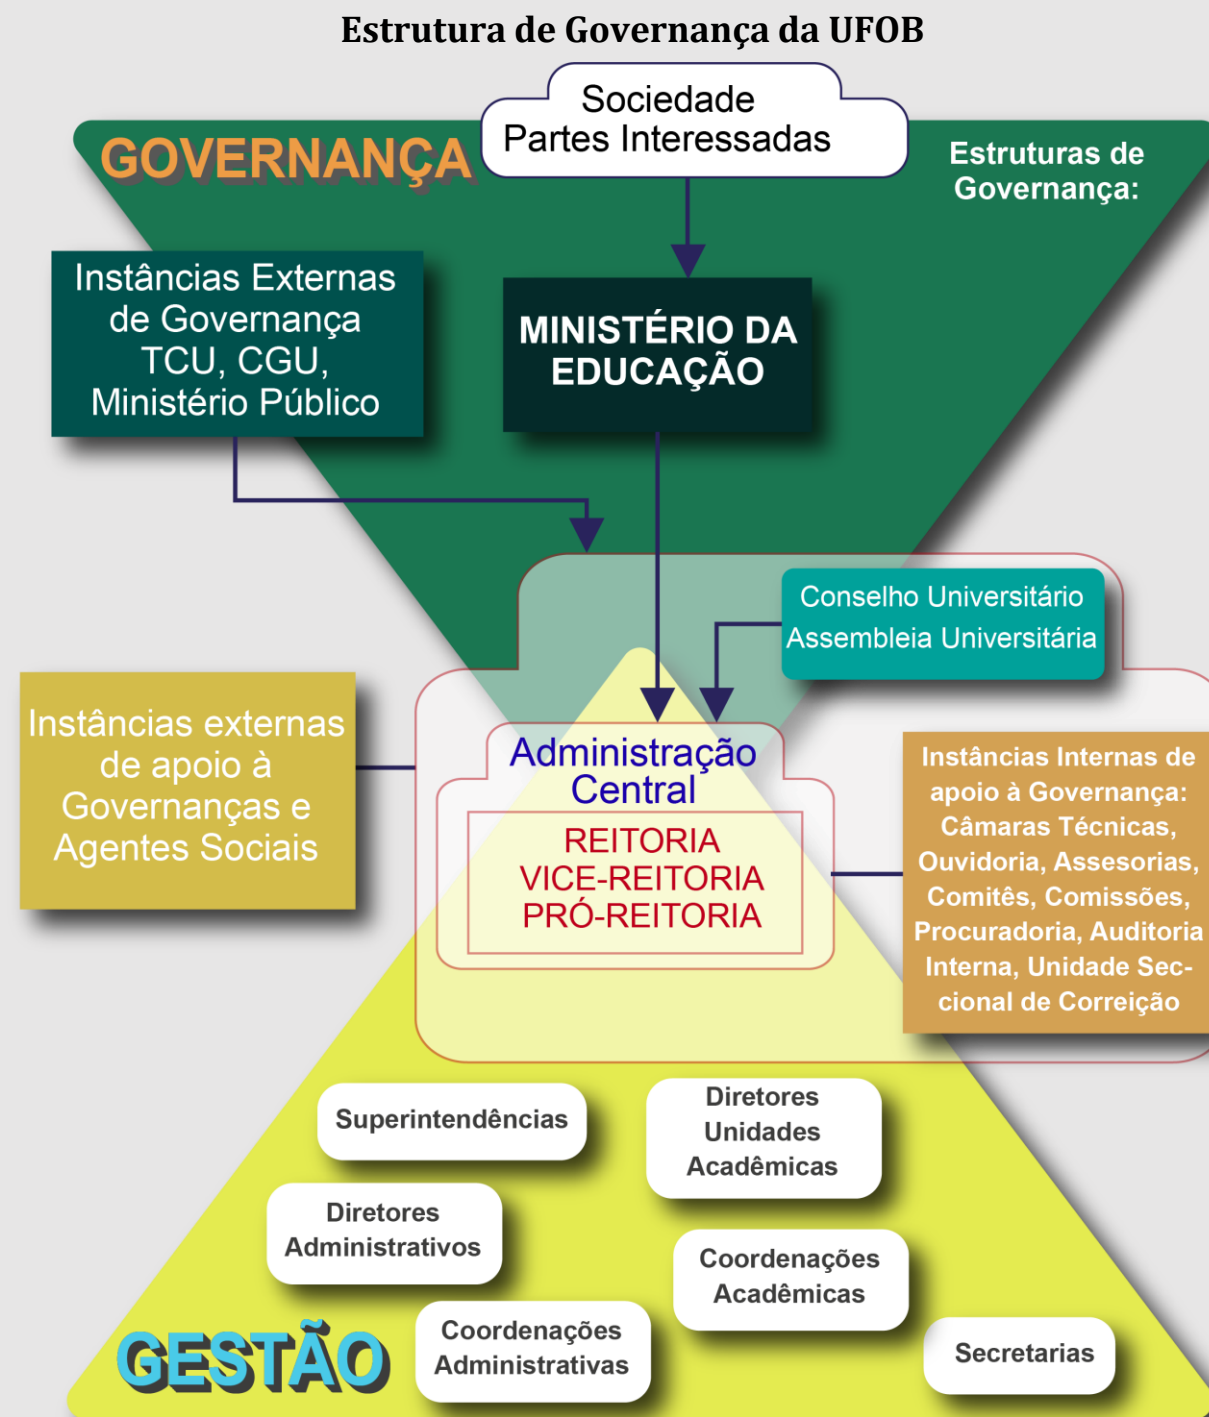 Estrutura de Governança da UFOB
Sociedade
Partes Interessadas
GOVERNANÇA
Estruturas de
Governança:
Instâncias Externas
de Governança
TCU, CGU,
Ministério Público
MINISTÉRIO DA
EDUCAÇÃO
Conselho Universitário
Assembleia Universitária
Instâncias externas
de apoio à
Governanças e
Agentes Sociais
Administração
Central
REITORIA
VICE-REITORIA
PRÓ-REITORIA
Instâncias Internas de
apoio à Governança:
Câmaras Técnicas,
Ouvidoria, Assesorias,
Comitês, Comissões,
Procuradoria, Auditoria
Interna, Unidade Sec-
cional de Correição
Superintendências
Diretores
Unidades
Acadêmicas
Diretores
Administrativos
Coordenações
Acadêmicas
Coordenações
Administrativas
Secretarias
GESTÃO